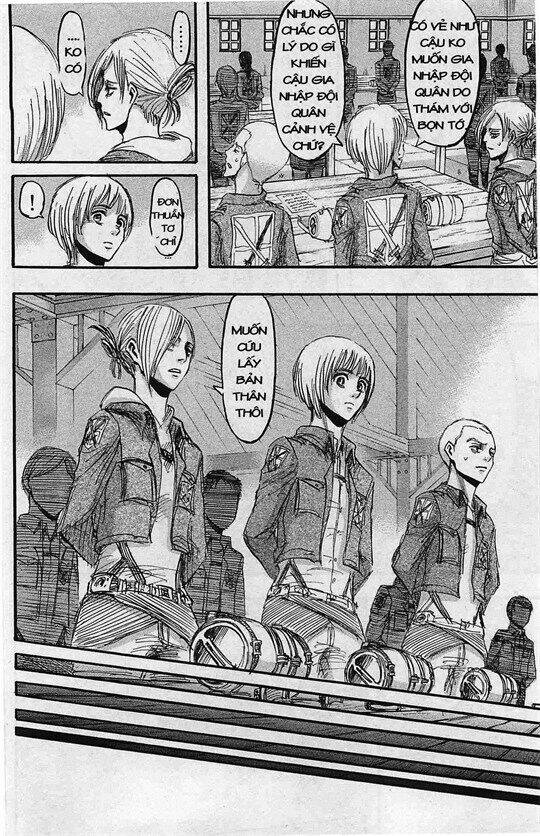 CÓ VẺ NHƯ
CẬU KO
MUỐN GIA
NHẬP ĐỘI
QUÂN DO
THÁM VỚI
BỌN TỚ
NHƯNG
CHẮC CÓ
LÝ DO GÌ
KHIẾN
CẬU GIA
NHẬP ĐỘI
QUÂN
CẢNH VỆ
CHỨ?
......
KO
CÓ
......
ĐƠN
THUẦN
TƠ
CHỈ
!
MUỐN
CỨU
LẤY
BẢN
THÂN
THÔI